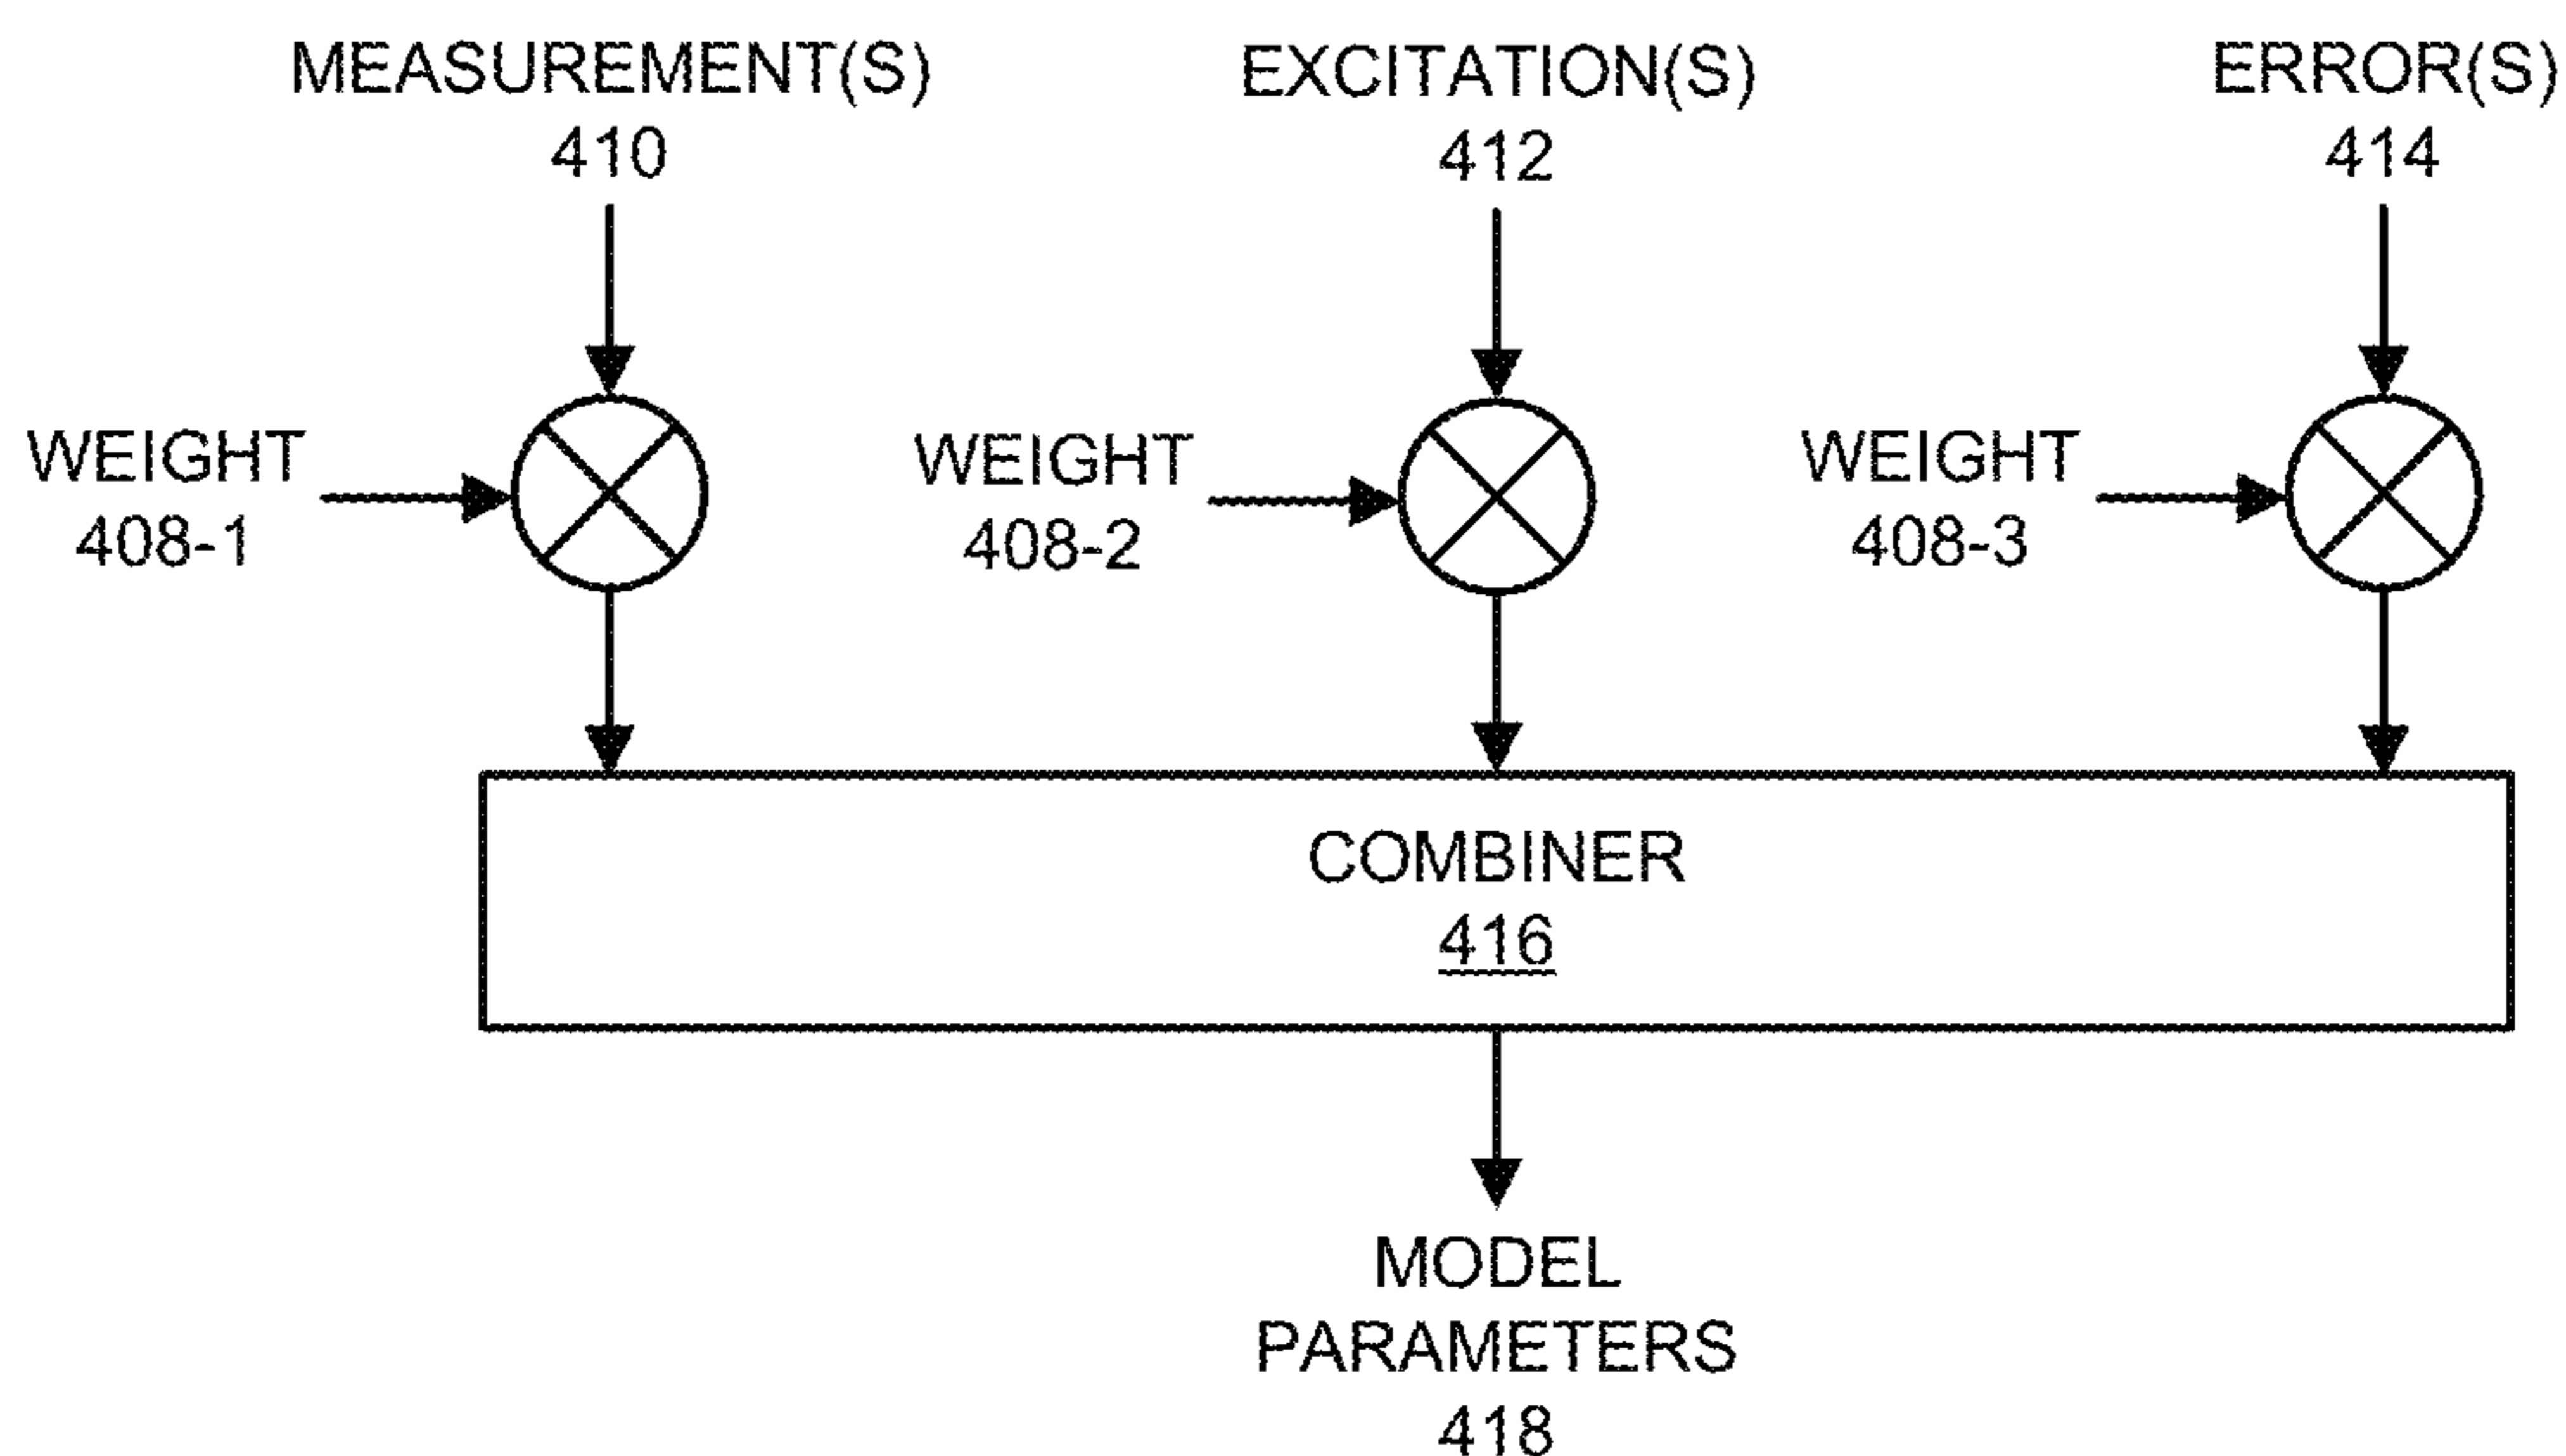 MEASUREMENT(S)
410
EXCITATION(S)
412
ERROR(S)
414
WEIGHT
408-1
WEIGHT
408-2
WEIGHT
408-3
COMBINER
416
MODEL
PARAMETERS
418